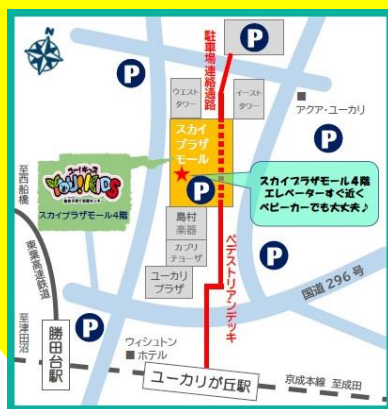 P
駐車場連絡通路
P
ウエスト
タワー
イースト
タワー
アクア・ユーカリ
P
スカイ
プラザ
モール
★
P
スカイプラザモール4階
エレベーターすぐ近く
ベビーカーでも大丈夫♪
ユー!キッズ
YOU!KIDS
スカイプラザモール4階
至西船橋
東葉高速鉄道
島村
楽器
カプリ
チョーザ
ユーカリ
プラザ
ペデストリアンデッキ
P
国道296号
P
至津田沼
勝田台駅
ウィシュトン
ホテル
ユーカリが丘駅
京成本線 至成田